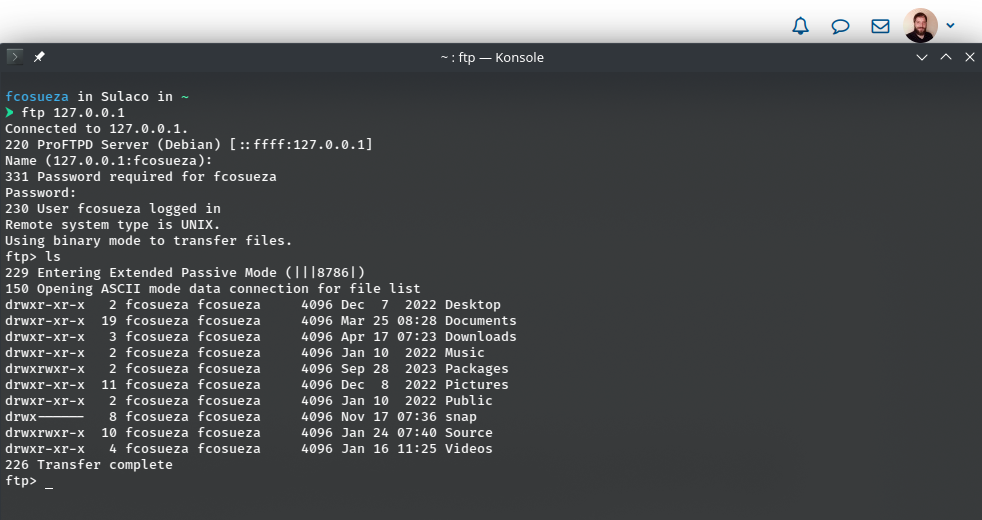 ~ : ftp — Konsole
fcosueza in Sulaco in ~
❯ ftp 127.0.0.1
Connected to 127.0.0.1.
220 ProFTPD Server (Debian) [::ffff:127.0.0.1]
Name (127.0.0.1:fcosueza):
331 Password required for fcosueza
Password:
230 User fcosueza logged in
Remote system type is UNIX.
Using binary mode to transfer files.
ftp> ls
229 Entering Extended Passive Mode (|||8786|)
150 Opening ASCII mode data connection for file list
drwxr-xr-x   2 fcosueza fcosueza     4096 Dec  7  2022 Desktop
drwxr-xr-x  19 fcosueza fcosueza     4096 Mar 25 08:28 Documents
drwxr-xr-x   3 fcosueza fcosueza     4096 Apr 17 07:23 Downloads
drwxr-xr-x   2 fcosueza fcosueza     4096 Jan 10  2022 Music
drwxrwxr-x   2 fcosueza fcosueza     4096 Sep 28  2023 Packages
drwxr-xr-x  11 fcosueza fcosueza     4096 Dec  8  2022 Pictures
drwxr-xr-x   2 fcosueza fcosueza     4096 Jan 10  2022 Public
drwx------   8 fcosueza fcosueza     4096 Nov 17 07:36 snap
drwxrwxr-x  10 fcosueza fcosueza     4096 Jan 24 07:40 Source
drwxr-xr-x   4 fcosueza fcosueza     4096 Jan 16 11:25 Videos
226 Transfer complete
ftp> _